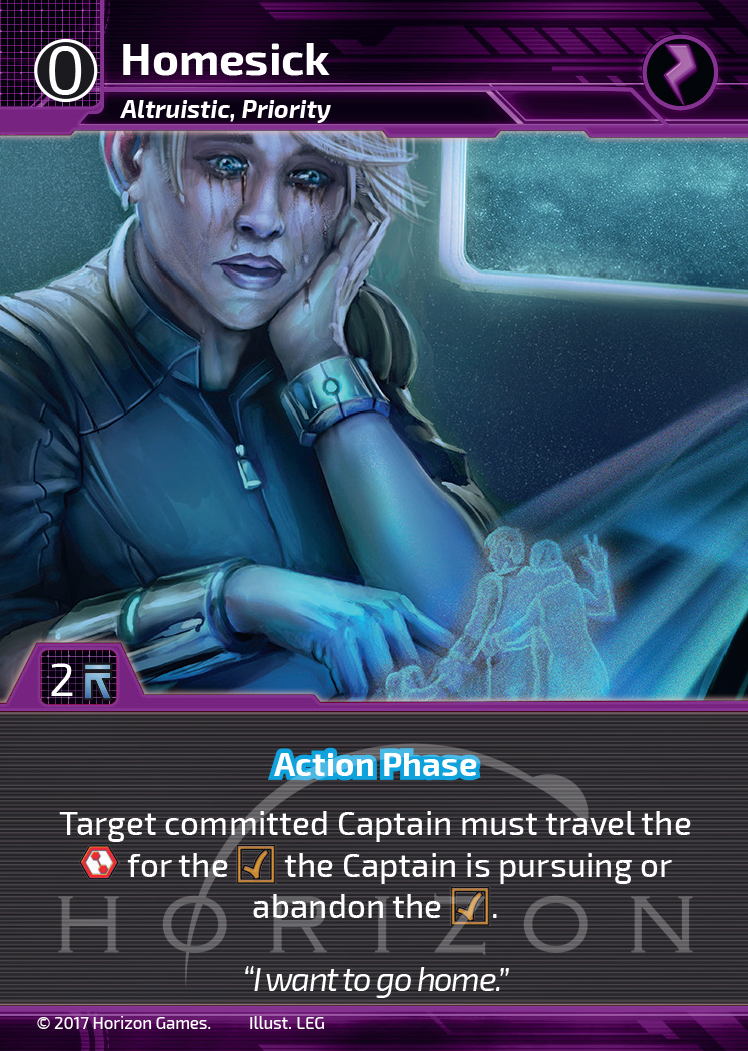 0
Homesick
Altruistic, Priority
2
Action Phase
Target committed Captain must travel the
for the the Captain is pursuing or
abandon the .
HORIZON
“I want to go home.”
© 2017 Horizon Games. Illust. LEG